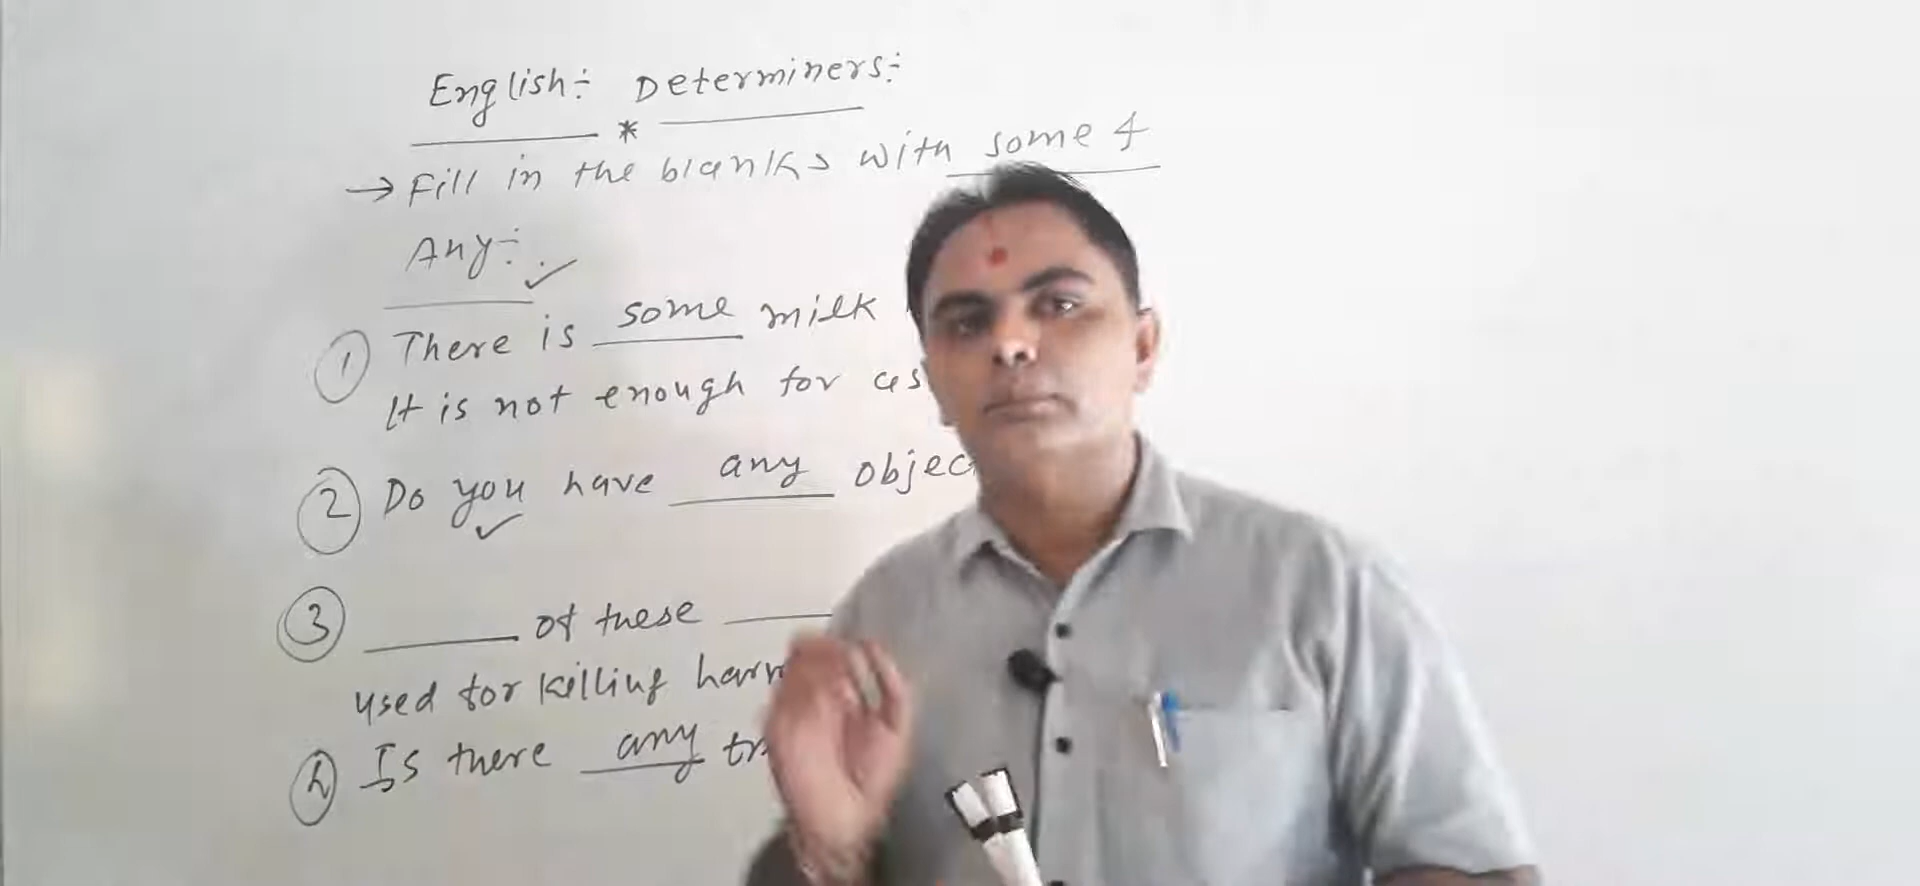 English:- Determiners:-
*
→ Fill in the blanks with some &
Any:-
① There is some milk
It is not enough for us
② Do you have any objec
③ ______ of these ______
used for killing harm
④ Is there any tr